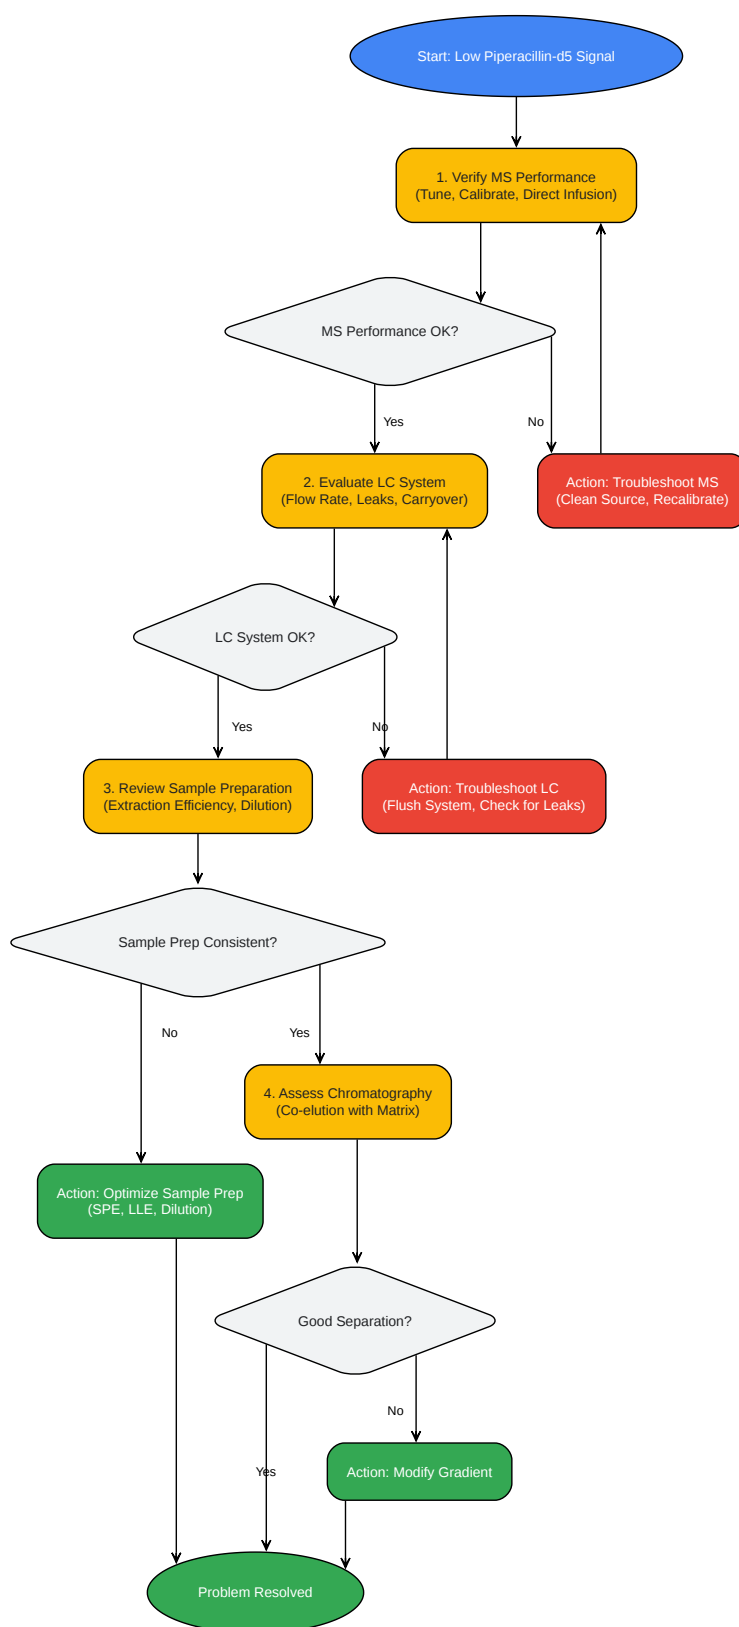 Start: Low Piperacillin-d5 Signal
1. Verify MS Performance
(Tune, Calibrate, Direct Infusion)
MS Performance OK?
Yes
No
2. Evaluate LC System
(Flow Rate, Leaks, Carryover)
Action: Troubleshoot MS
(Clean Source, Recalibrate)
LC System OK?
Yes
No
3. Review Sample Preparation
(Extraction Efficiency, Dilution)
Action: Troubleshoot LC
(Flush System, Check for Leaks)
Sample Prep Consistent?
No
Yes
4. Assess Chromatography
(Co-elution with Matrix)
Action: Optimize Sample Prep
(SPE, LLE, Dilution)
Good Separation?
No
Yes
Action: Modify Gradient
Problem Resolved